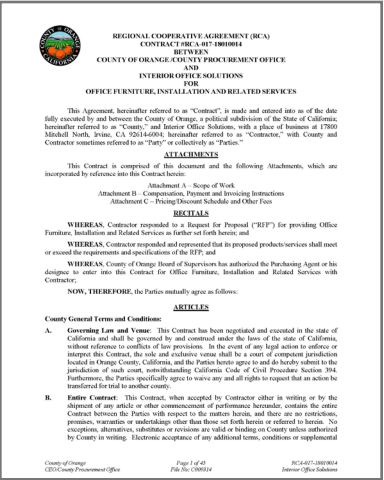 COUNTY OF ORANGE
CALIFORNIA
REGIONAL COOPERATIVE AGREEMENT (RCA)
CONTRACT #RCA-017-18010014
BETWEEN
COUNTY OF ORANGE /COUNTY PROCUREMENT OFFICE
AND
INTERIOR OFFICE SOLUTIONS
FOR
OFFICE FURNITURE, INSTALLATION AND RELATED SERVICES
This Agreement, hereinafter referred to as “Contract”, is made and entered into as of the date
fully executed by and between the County of Orange, a political subdivision of the State of California;
hereinafter referred to as “County,” and Interior Office Solutions, with a place of business at 17800
Mitchell North, Irvine, CA 92614-6004; hereinafter referred to as “Contractor,” with County and
Contractor sometimes referred to as “Party” or collectively as “Parties.”
ATTACHMENTS
This Contract is comprised of this document and the following Attachments, which are
incorporated by reference into this Contract herein:
Attachment A – Scope of Work
Attachment B – Compensation, Payment and Invoicing Instructions
Attachment C – Pricing/Discount Schedule and Other Fees
RECITALS
WHEREAS, Contractor responded to a Request for Proposal (“RFP”) for providing Office
Furniture, Installation and Related Services as further set forth herein; and
WHEREAS, Contractor responded and represented that its proposed products/services shall meet
or exceed the requirements and specifications of the RFP; and
WHEREAS, County of Orange Board of Supervisors has authorized the Purchasing Agent or his
designee to enter into this Contract for Office Furniture, Installation and Related Services with
Contractor;
NOW, THEREFORE, the Parties mutually agree as follows:
ARTICLES
County General Terms and Conditions:
A. Governing Law and Venue: This Contract has been negotiated and executed in the state of
California and shall be governed by and construed under the laws of the state of California,
without reference to conflicts of law provisions. In the event of any legal action to enforce or
interpret this Contract, the sole and exclusive venue shall be a court of competent jurisdiction
located in Orange County, California, and the Parties hereto agree to and do hereby submit to the
jurisdiction of such court, notwithstanding California Code of Civil Procedure Section 394.
Furthermore, the Parties specifically agree to waive any and all rights to request that an action be
transferred for trial to another county.
B. Entire Contract: This Contract, when accepted by Contractor either in writing or by the
shipment of any article or other commencement of performance hereunder, contains the entire
Contract between the Parties with respect to the matters herein, and there are no restrictions,
promises, warranties or undertakings other than those set forth herein or referred to herein. No
exceptions, alternatives, substitutes or revisions are valid or binding on County unless authorized
by County in writing. Electronic acceptance of any additional terms, conditions or supplemental
County of Orange Page 1 of 45 RCA-017-18010014
CEO/County Procurement Office File No: C009814 Interior Office Solutions